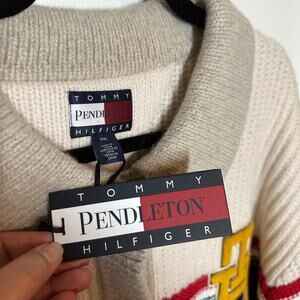 TOMMY
PENDLETON
HILFIGER
XXL
TOMMY
PENDLETON
HILFIGER